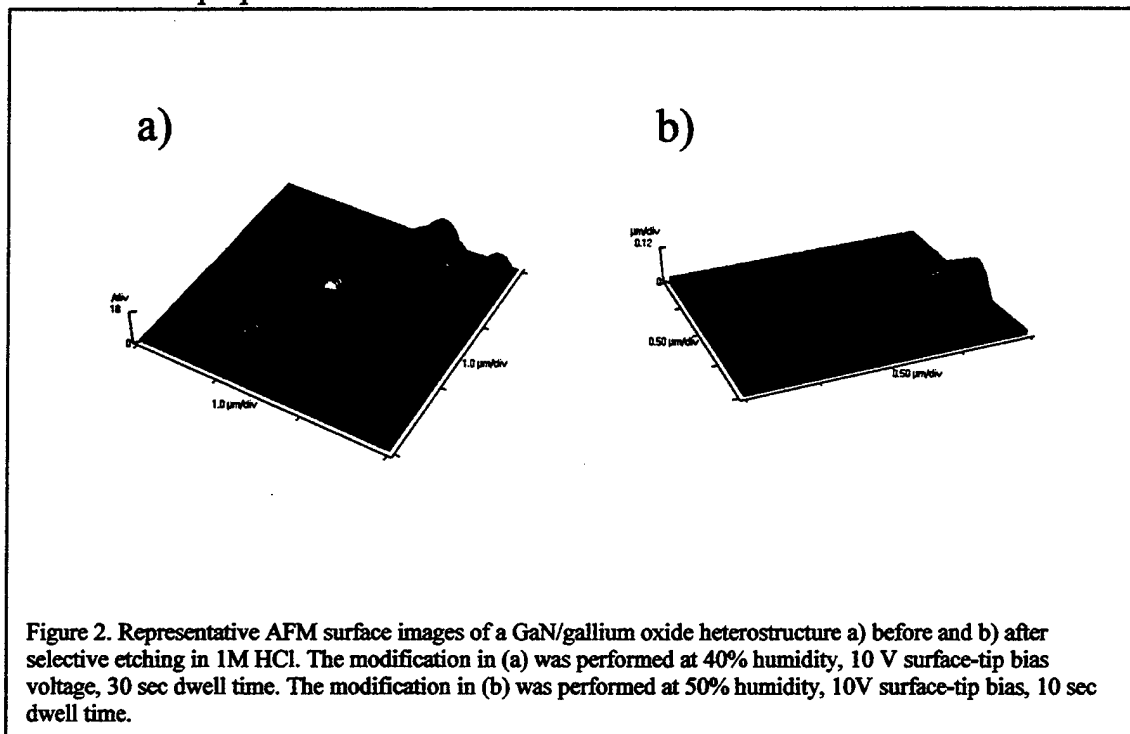 a)
b)
/div
18
0
1.0 µm/div
1.0 µm/div
µm/div
0.12
0
0.50 µm/div
0.50 µm/div
Figure 2. Representative AFM surface images of a GaN/gallium oxide heterostructure a) before and b) after
selective etching in 1M HCl. The modification in (a) was performed at 40% humidity, 10 V surface-tip bias
voltage, 30 sec dwell time. The modification in (b) was performed at 50% humidity, 10V surface-tip bias, 10 sec
dwell time.